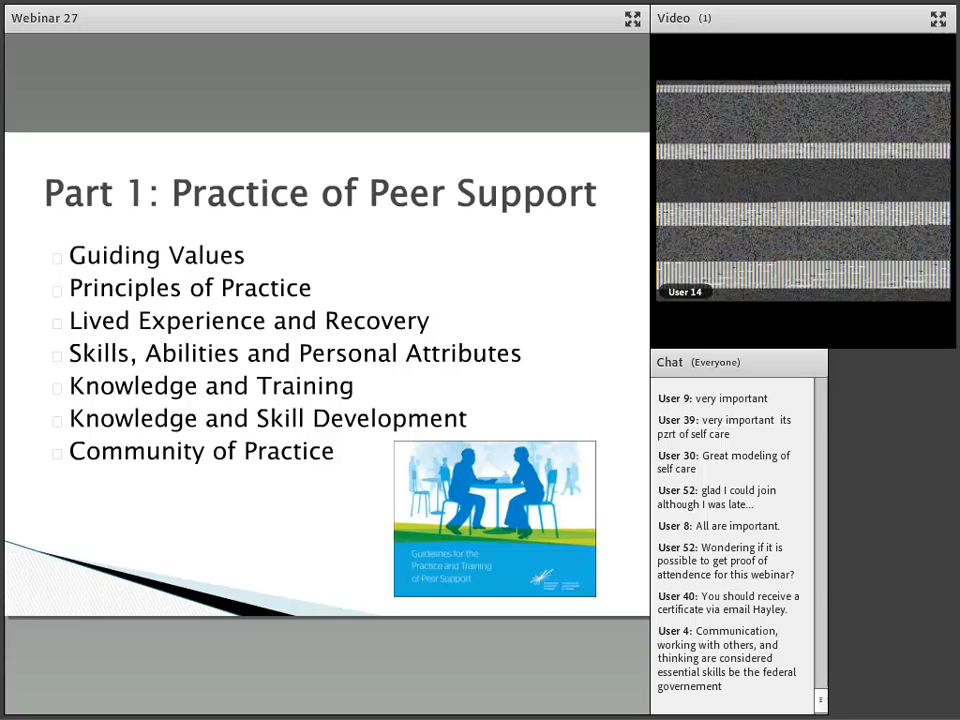 Webinar 27
Part 1: Practice of Peer Support
Guiding Values
Principles of Practice
Lived Experience and Recovery
Skills, Abilities and Personal Attributes
Knowledge and Training
Knowledge and Skill Development
Community of Practice
Guidelines for the
Practice and Training
of Peer Support
Video (1)
User 14
Chat (Everyone)
User 9: very important
User 39: very important its
pzrt of self care
User 30: Great modeling of
self care
User 52: glad I could join
although I was late...
User 8: All are important.
User 52: Wondering if it is
possible to get proof of
attendence for this webinar?
User 40: You should receive a
certificate via email Hayley.
User 4: Communication,
working with others, and
thinking are considered
essential skills be the federal
governement